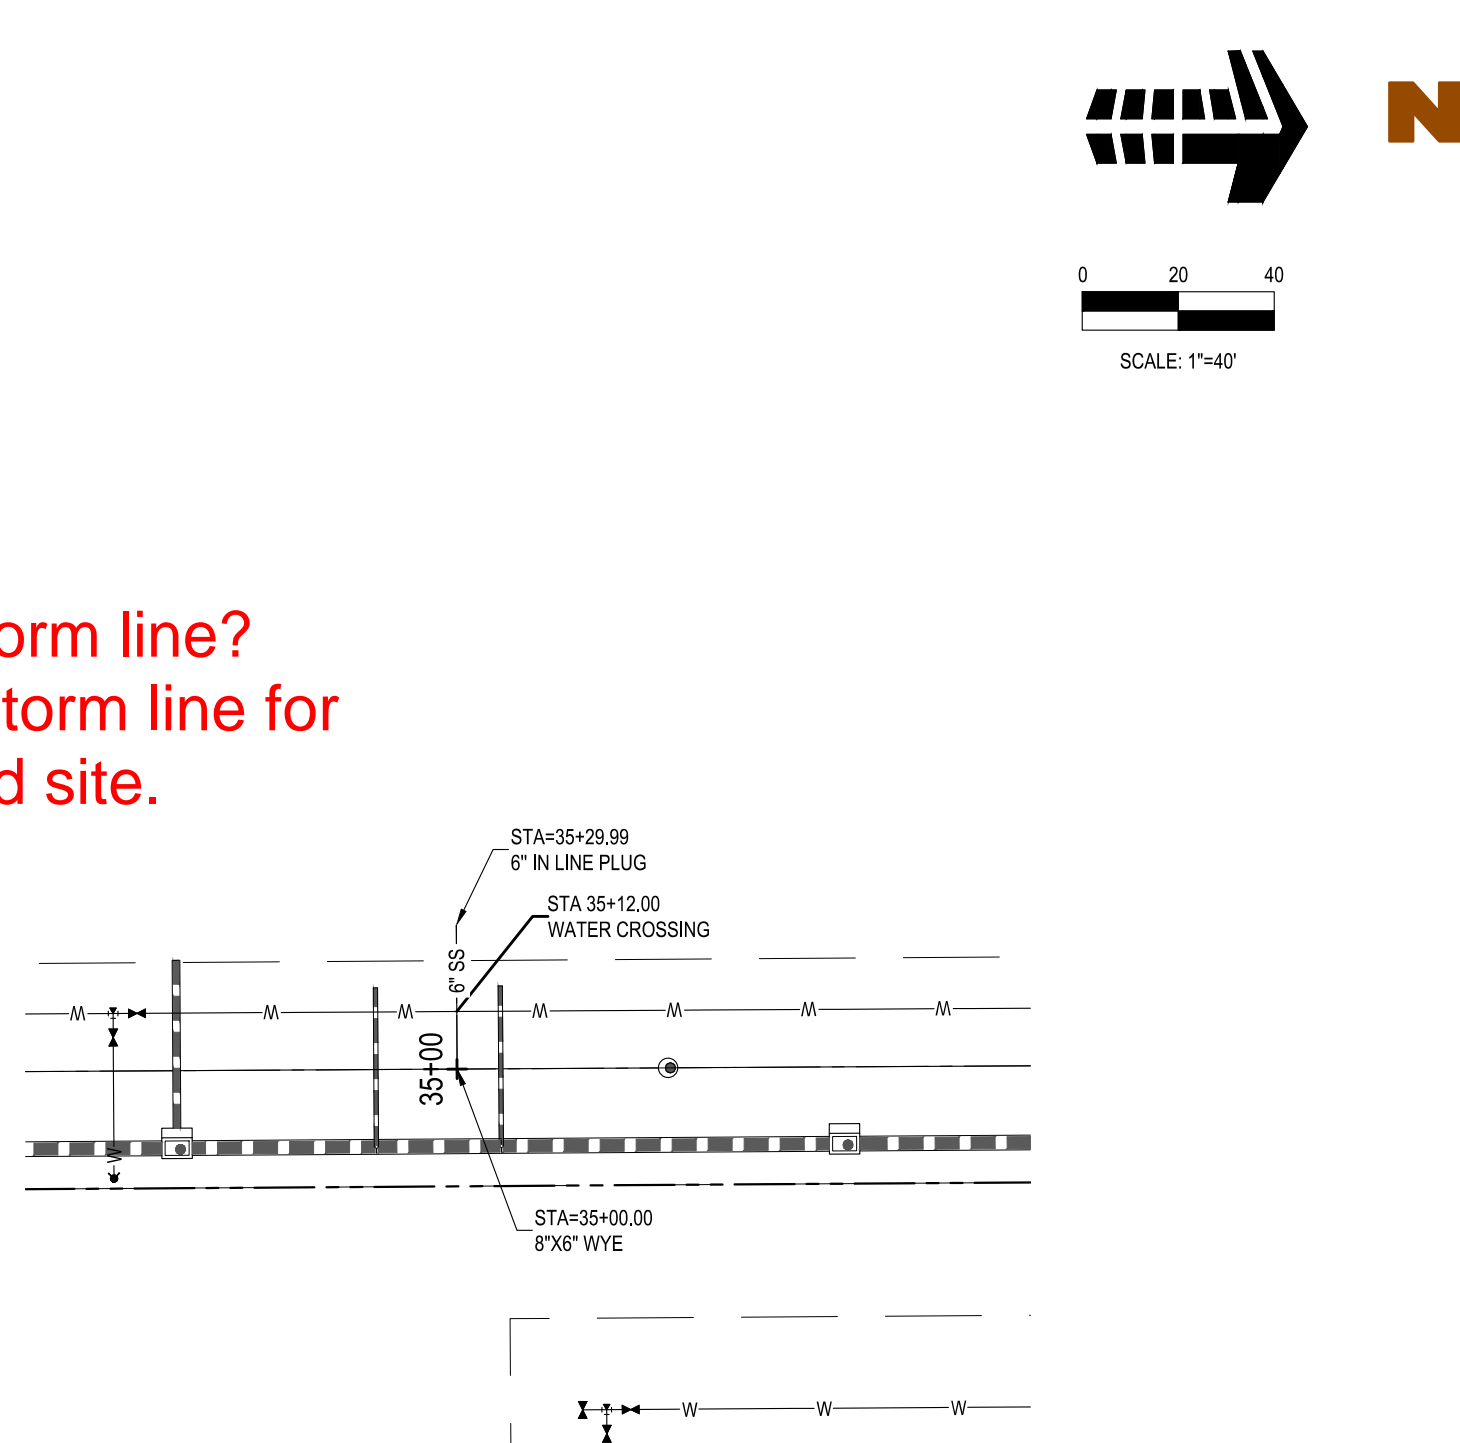 N
0 20 40
SCALE: 1"=40'
orm line?
torm line for
d site.
STA=35+29.99
6" IN LINE PLUG
STA 35+12.00
WATER CROSSING
6" SS
W W W W W W W
35+00
W
STA=35+00.00
8"X6" WYE
W W W